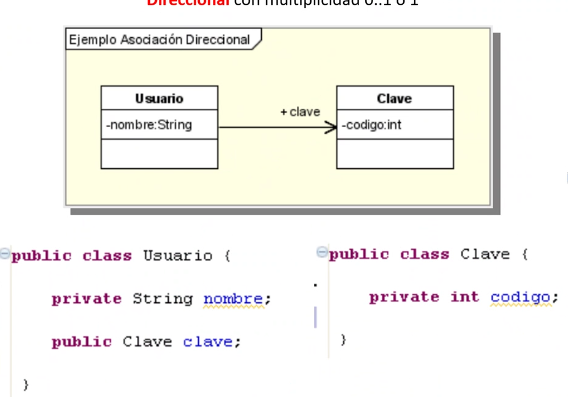 Direccional con multiplicidad 0..1 o 1
Ejemplo Asociación Direccional
Usuario
-nombre:String
+ clave
Clave
-codigo:int
public class Usuario {
private String nombre;
public Clave clave;
}
public class Clave {
private int codigo;
}